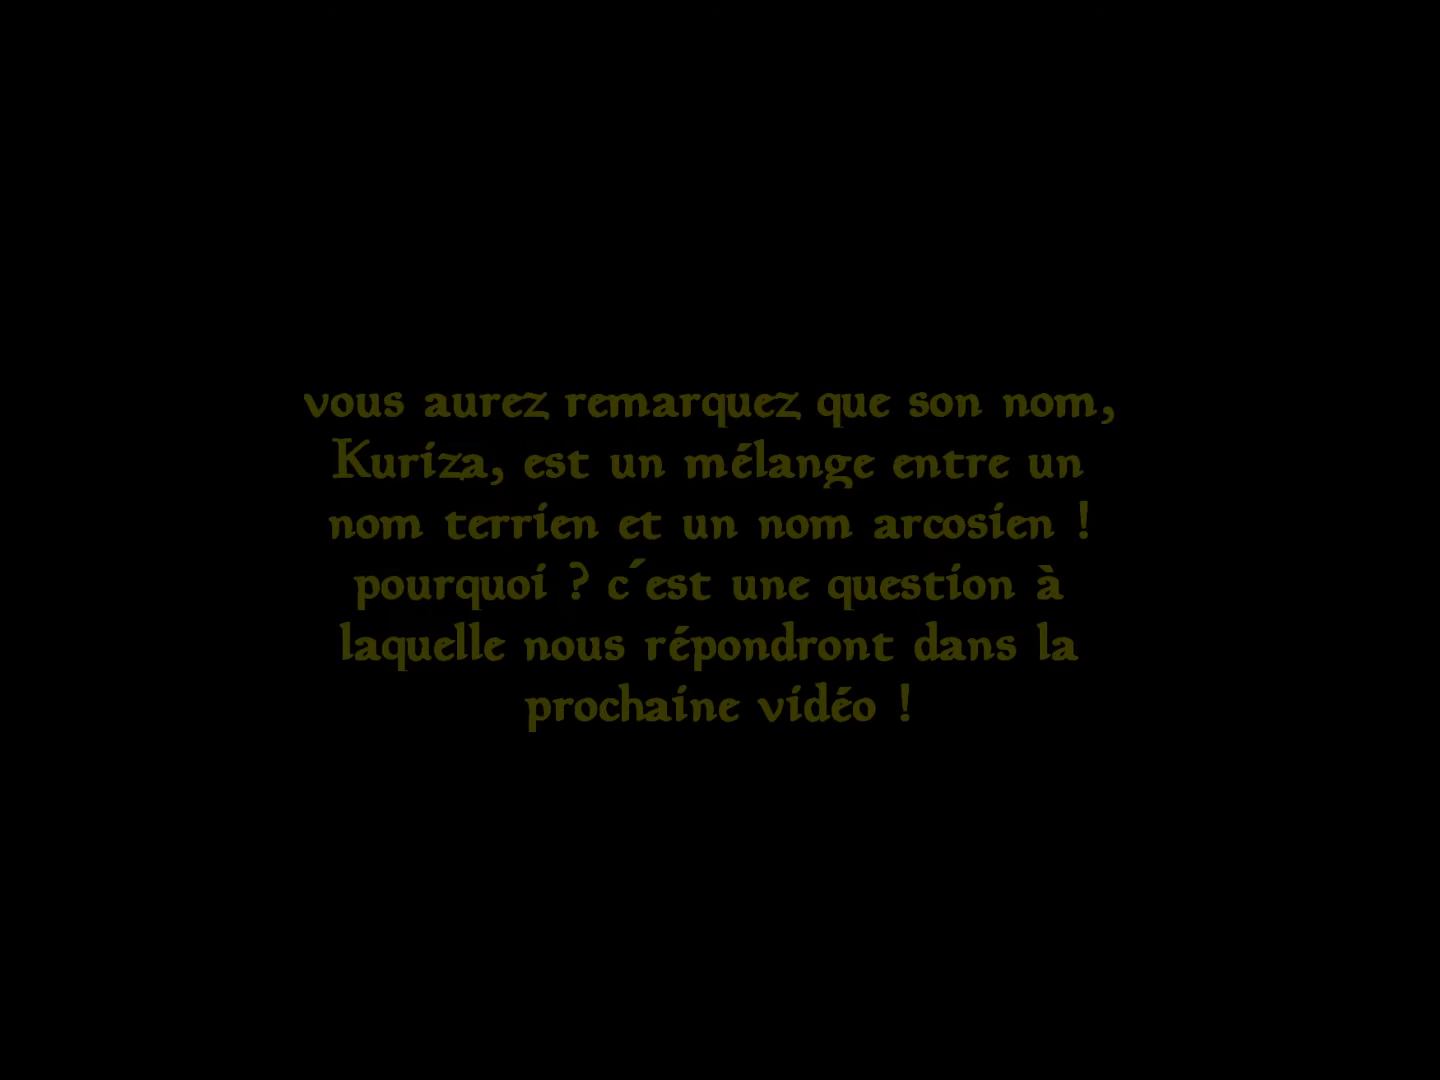 vous aurez remarquez que son nom,
Kuriza, est un mélange entre un
nom terrien et un nom arcosien !
pourquoi ? c´est une question à
laquelle nous répondront dans la
prochaine vidéo !